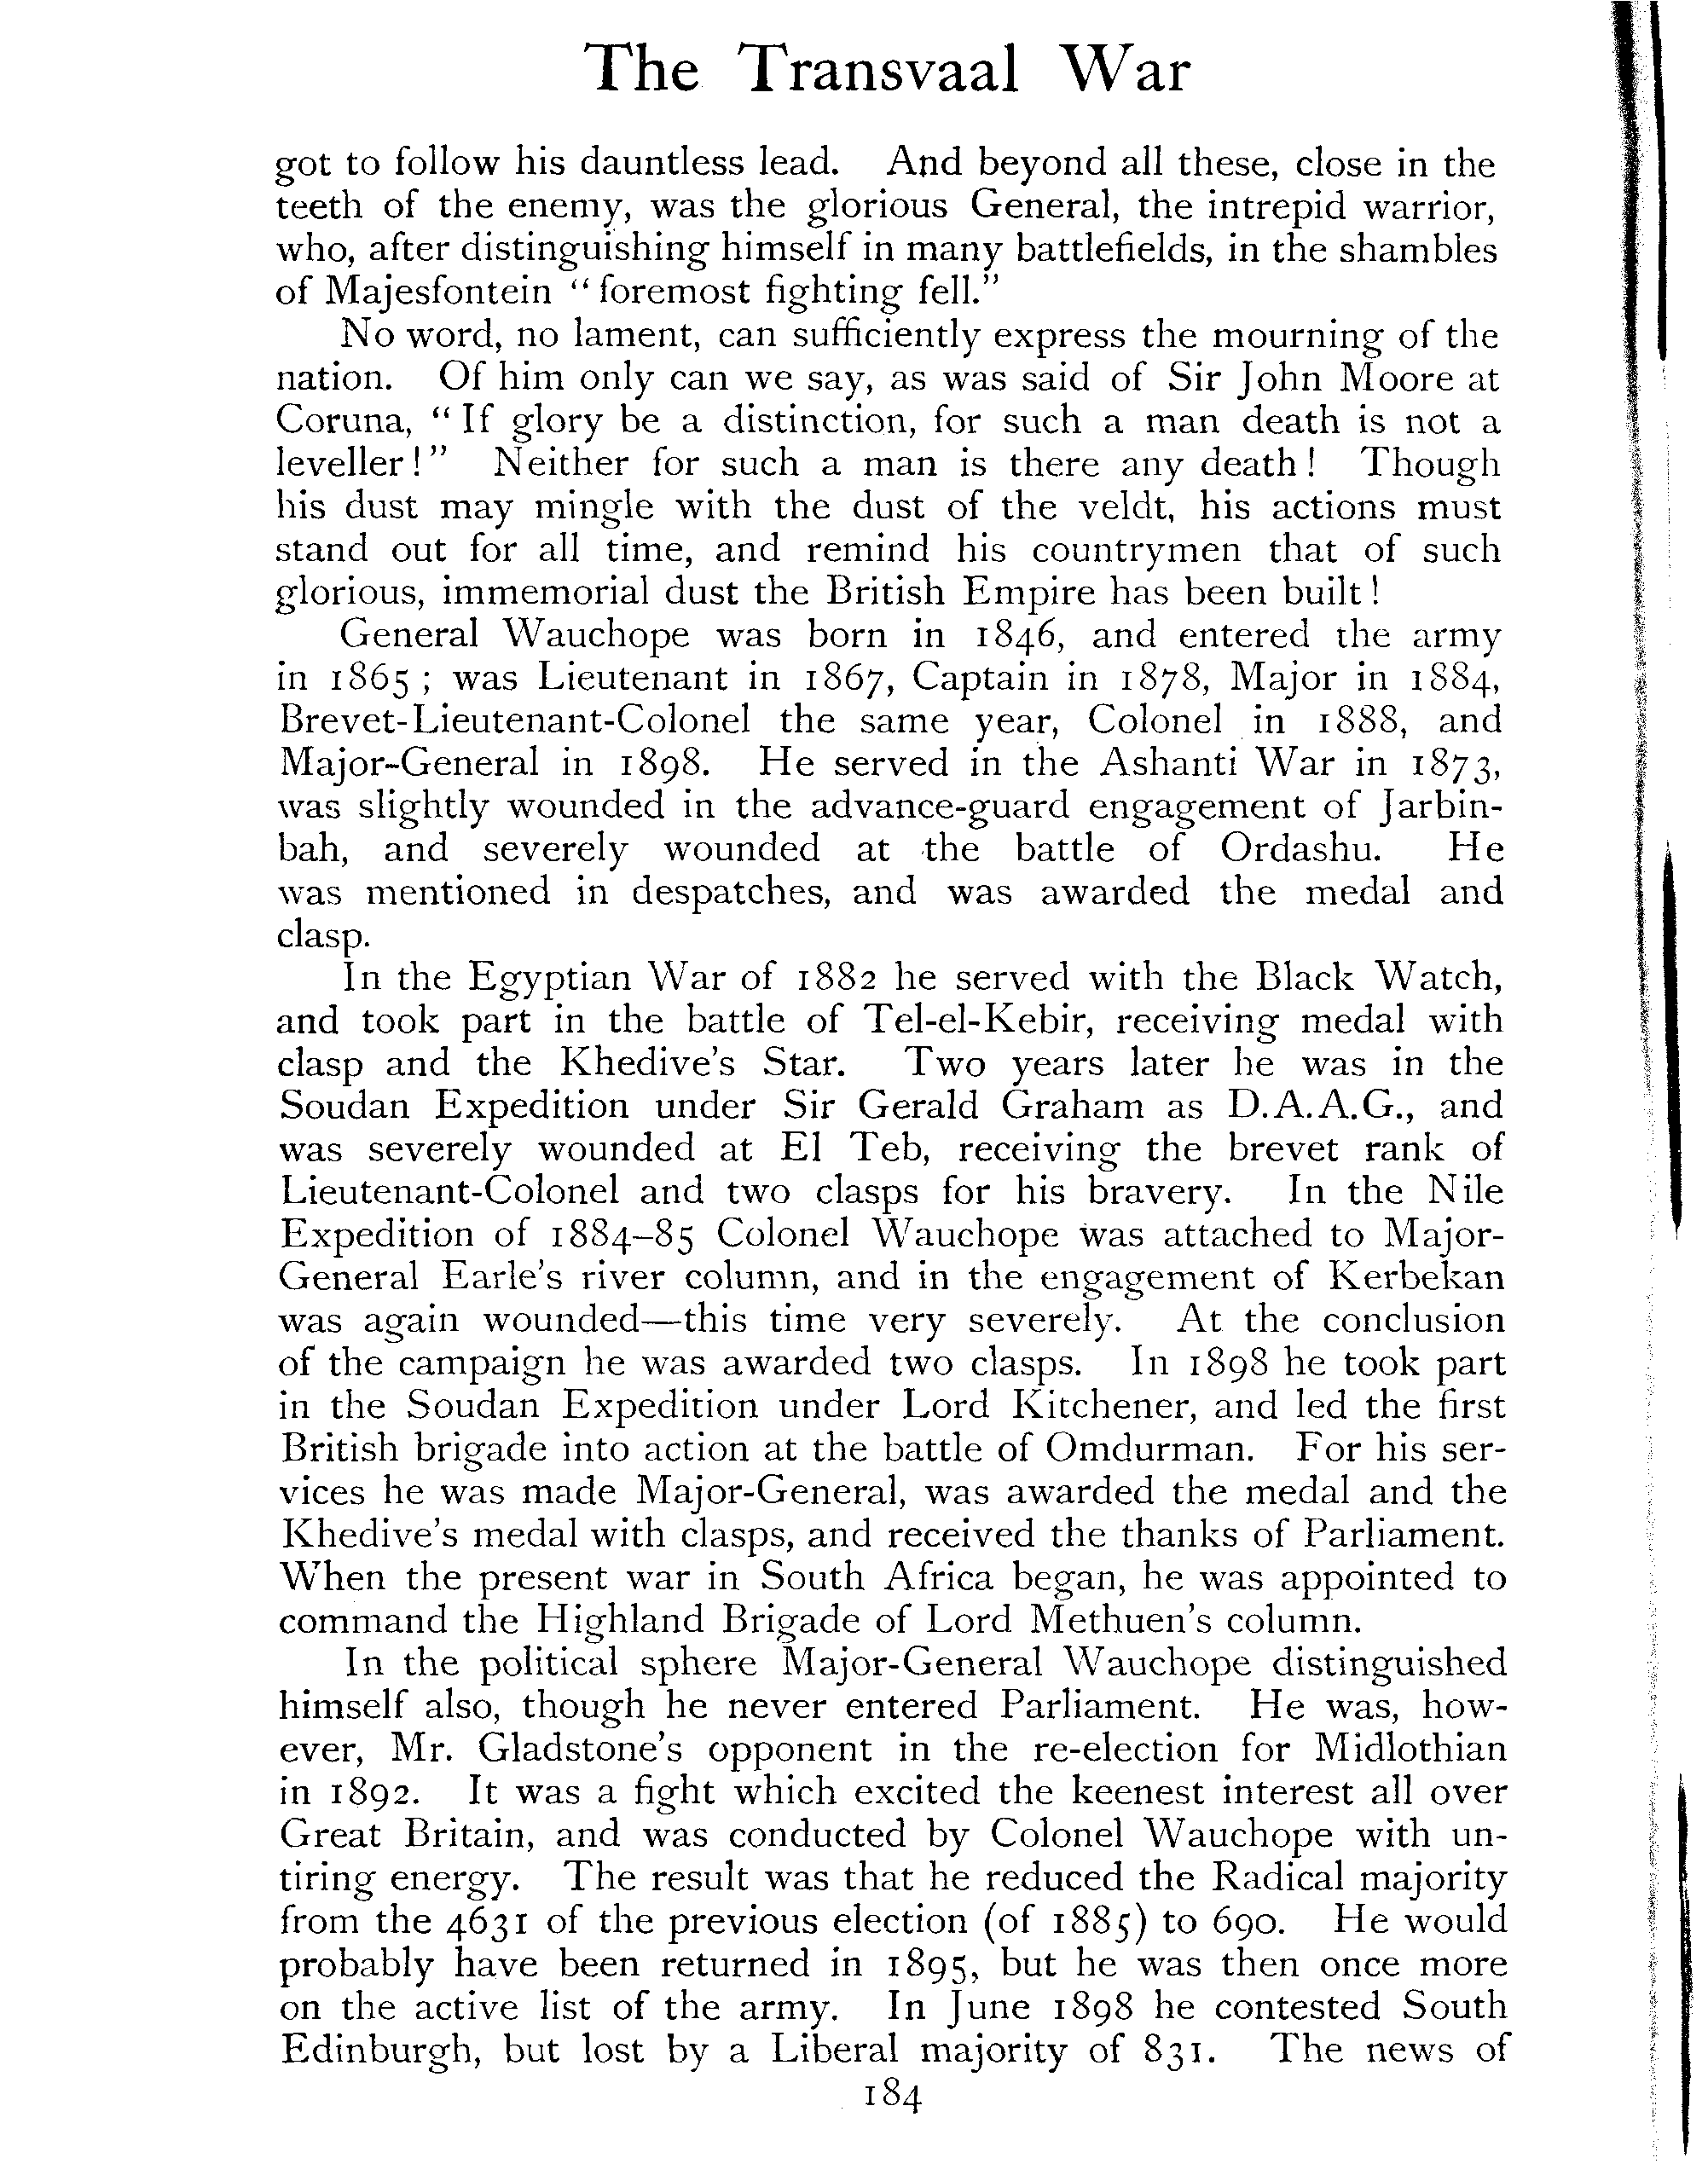 The Transvaal War
got to follow his dauntless lead. And beyond all these, close in the
teeth of the enemy, was the glorious General, the intrepid warrior,
who, after distinguishing himself in many battlefields, in the shambles
of Majesfontein "foremost fighting fell."
No word, no lament, can sufficiently express the mourning of the
nation. Of him only can we say, as was said of Sir John Moore at
Coruna, "If glory be a distinction, for such a man death is not a
leveller!" Neither for such a man is there any death! Though
his dust may mingle with the dust of the veldt, his actions must
stand out for all time, and remind his countrymen that of such
glorious, immemorial dust the British Empire has been built!
General Wauchope was born in 1846, and entered the army
in 1865; was Lieutenant in 1867, Captain in 1878, Major in 1884,
Brevet-Lieutenant-Colonel the same year, Colonel in 1888, and
Major-General in 1898. He served in the Ashanti War in 1873,
was slightly wounded in the advance-guard engagement of Jarbin-
bah, and severely wounded at the battle of Ordashu. He
was mentioned in despatches, and was awarded the medal and
clasp.
In the Egyptian War of 1882 he served with the Black Watch,
and took part in the battle of Tel-el-Kebir, receiving medal with
clasp and the Khedive's Star. Two years later he was in the
Soudan Expedition under Sir Gerald Graham as D.A.A.G., and
was severely wounded at El Teb, receiving the brevet rank of
Lieutenant-Colonel and two clasps for his bravery. In the Nile
Expedition of 1884–85 Colonel Wauchope was attached to Major-
General Earle's river column, and in the engagement of Kerbekan
was again wounded—this time very severely. At the conclusion
of the campaign he was awarded two clasps. In 1898 he took part
in the Soudan Expedition under Lord Kitchener, and led the first
British brigade into action at the battle of Omdurman. For his ser-
vices he was made Major-General, was awarded the medal and the
Khedive's medal with clasps, and received the thanks of Parliament.
When the present war in South Africa began, he was appointed to
command the Highland Brigade of Lord Methuen's column.
In the political sphere Major-General Wauchope distinguished
himself also, though he never entered Parliament. He was, how-
ever, Mr. Gladstone's opponent in the re-election for Midlothian
in 1892. It was a fight which excited the keenest interest all over
Great Britain, and was conducted by Colonel Wauchope with un-
tiring energy. The result was that he reduced the Radical majority
from the 4631 of the previous election (of 1885) to 690. He would
probably have been returned in 1895, but he was then once more
on the active list of the army. In June 1898 he contested South
Edinburgh, but lost by a Liberal majority of 831. The news of
184